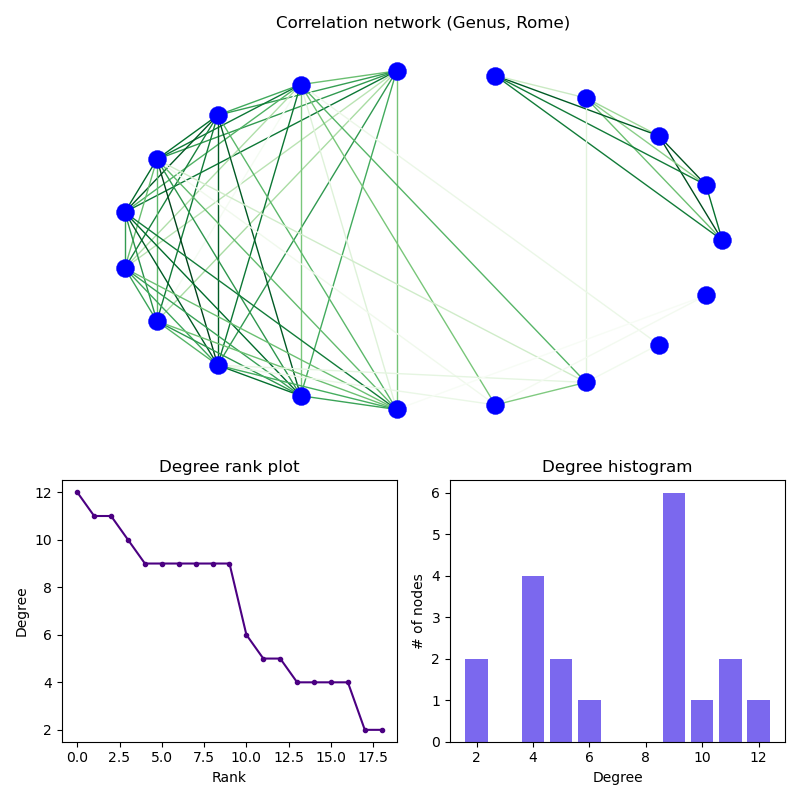 Correlation network (Genus, Rome)
Degree rank plot
Degree histogram
12
10
8
6
4
2
Degree
0.0 2.5 5.0 7.5 10.0 12.5 15.0 17.5
Rank
6
5
4
3
2
1
0
# of nodes
2 4 6 8 10 12
Degree